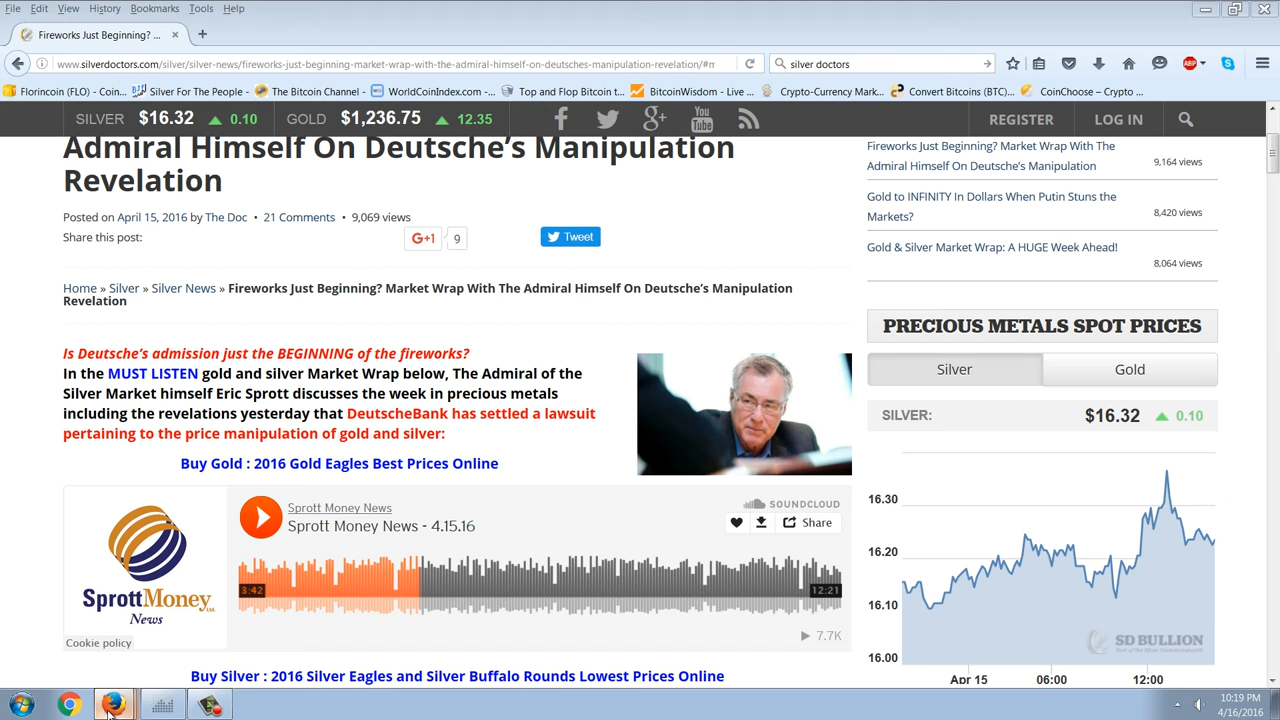 File Edit View History Bookmarks Tools Help
Fireworks Just Beginning? ...
www.silverdoctors.com/silver/silver-news/fireworks-just-beginning-market-wrap-with-the-admiral-himself-on-deutsches-manipulation-revelation/#m
silver doctors
ABP
Florincoin (FLO) - Coin...
Silver For The People - ...
The Bitcoin Channel - ...
WorldCoinIndex.com -...
Top and Flop Bitcoin t...
BitcoinWisdom - Live ...
Crypto-Currency Mark...
Convert Bitcoins (BTC)...
CoinChoose – Crypto ...
SILVER $16.32 0.10 GOLD $1,236.75 12.35
You Tube
REGISTER LOG IN
Admiral Himself On Deutsche's Manipulation
Revelation
Posted on April 15, 2016 by The Doc • 21 Comments • 9,069 views
Share this post:
G+1 9
Tweet
Home » Silver » Silver News » Fireworks Just Beginning? Market Wrap With The Admiral Himself On Deutsche's Manipulation
Revelation
Is Deutsche's admission just the BEGINNING of the fireworks?
In the MUST LISTEN gold and silver Market Wrap below, The Admiral of the
Silver Market himself Eric Sprott discusses the week in precious metals
including the revelations yesterday that DeutscheBank has settled a lawsuit
pertaining to the price manipulation of gold and silver:
Buy Gold : 2016 Gold Eagles Best Prices Online
Sprott Money News
Sprott Money News - 4.15.16
SOUNDCLOUD
Share
SprottMoney Ltd.
News
3:42
12:21
Cookie policy
7.7K
Buy Silver : 2016 Silver Eagles and Silver Buffalo Rounds Lowest Prices Online
Fireworks Just Beginning? Market Wrap With The
Admiral Himself On Deutsche's Manipulation
9,164 views
Gold to INFINITY In Dollars When Putin Stuns the
Markets?
8,420 views
Gold & Silver Market Wrap: A HUGE Week Ahead!
8,064 views
PRECIOUS METALS SPOT PRICES
Silver Gold
SILVER: $16.32 0.10
16.30
16.20
16.10
16.00
SD BULLION
Apr 15 06:00 12:00
10:19 PM
4/16/2016